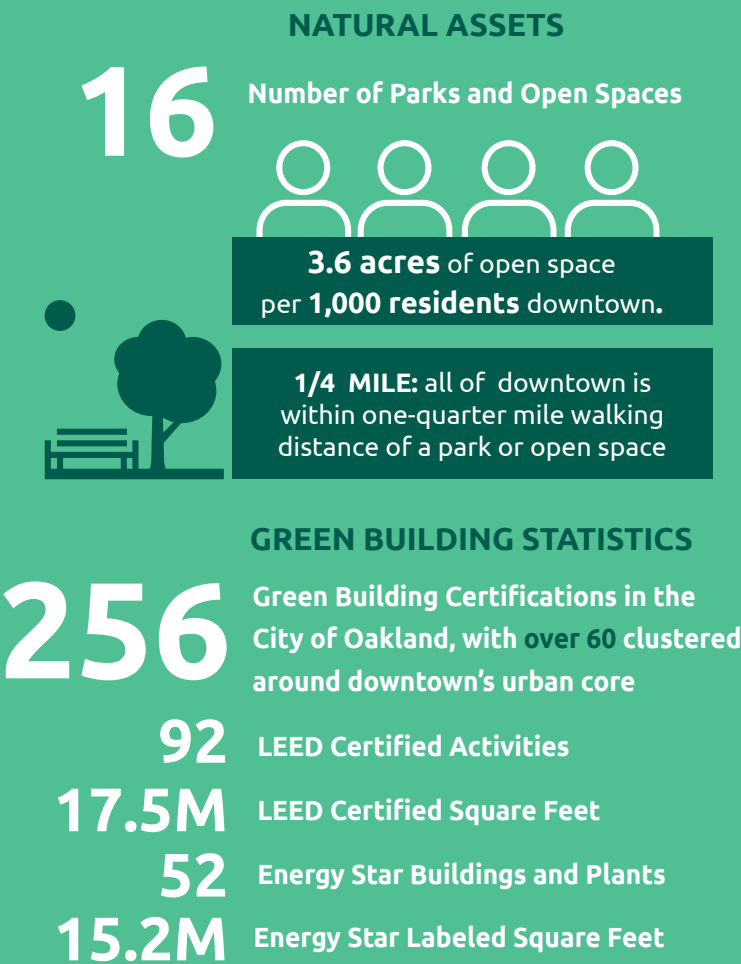 NATURAL ASSETS
16
Number of Parks and Open Spaces
3.6 acres of open space
per 1,000 residents downtown.
1/4 MILE: all of downtown is
within one-quarter mile walking
distance of a park or open space
GREEN BUILDING STATISTICS
256
Green Building Certifications in the
City of Oakland, with over 60 clustered
around downtown's urban core
92 LEED Certified Activities
17.5M LEED Certified Square Feet
52 Energy Star Buildings and Plants
15.2M Energy Star Labeled Square Feet